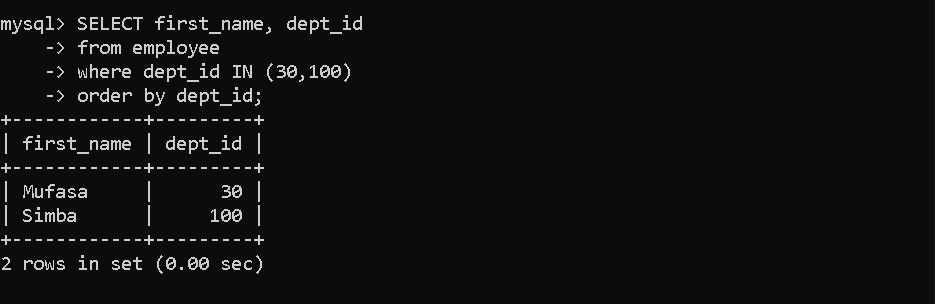 mysql> SELECT first_name, dept_id
    -> from employee
    -> where dept_id IN (30,100)
    -> order by dept_id;
+------------+---------+
| first_name | dept_id |
+------------+---------+
| Mufasa     |      30 |
| Simba      |     100 |
+------------+---------+
2 rows in set (0.00 sec)